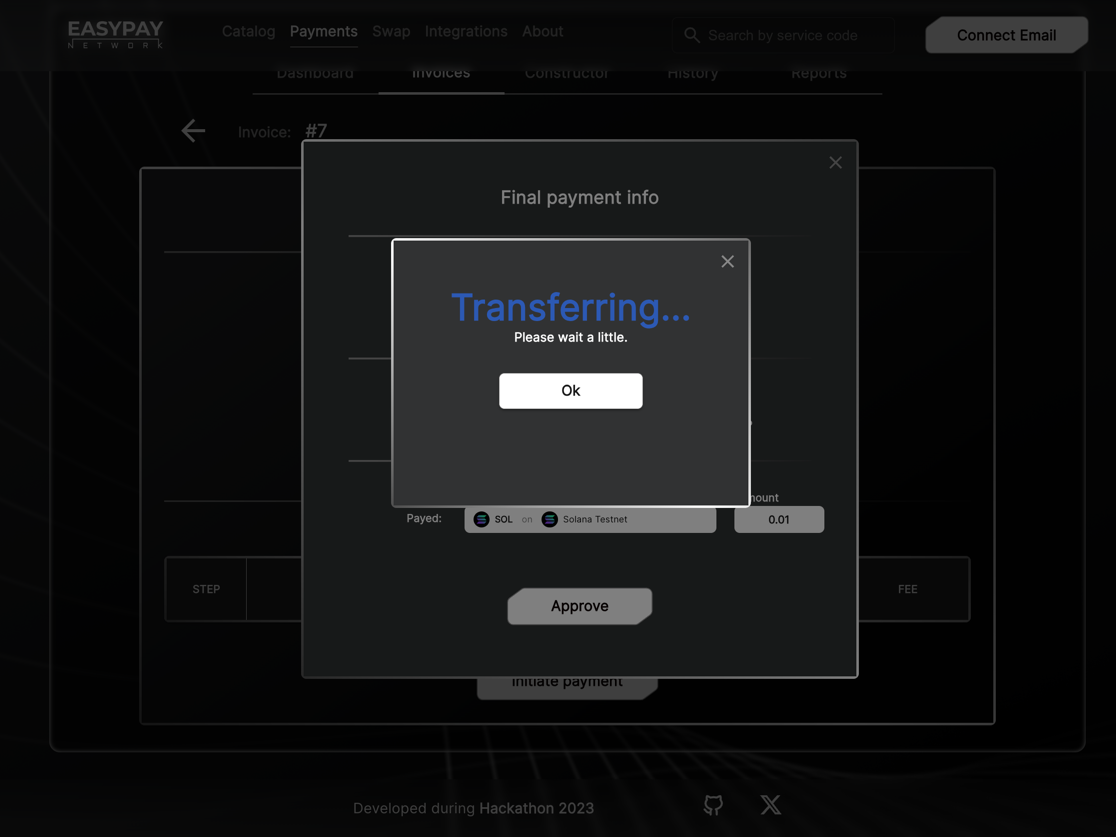 EASYPAY
NETWORK
Catalog Payments Swap Integrations About
Search by service code
Connect Email
Dashboard Invoices Constructor History Reports
Invoice: #7
Final payment info
Transferring...
Please wait a little.
Ok
Payed: SOL on Solana Testnet
0.01
STEP
FEE
Approve
Initiate payment
Developed during Hackathon 2023